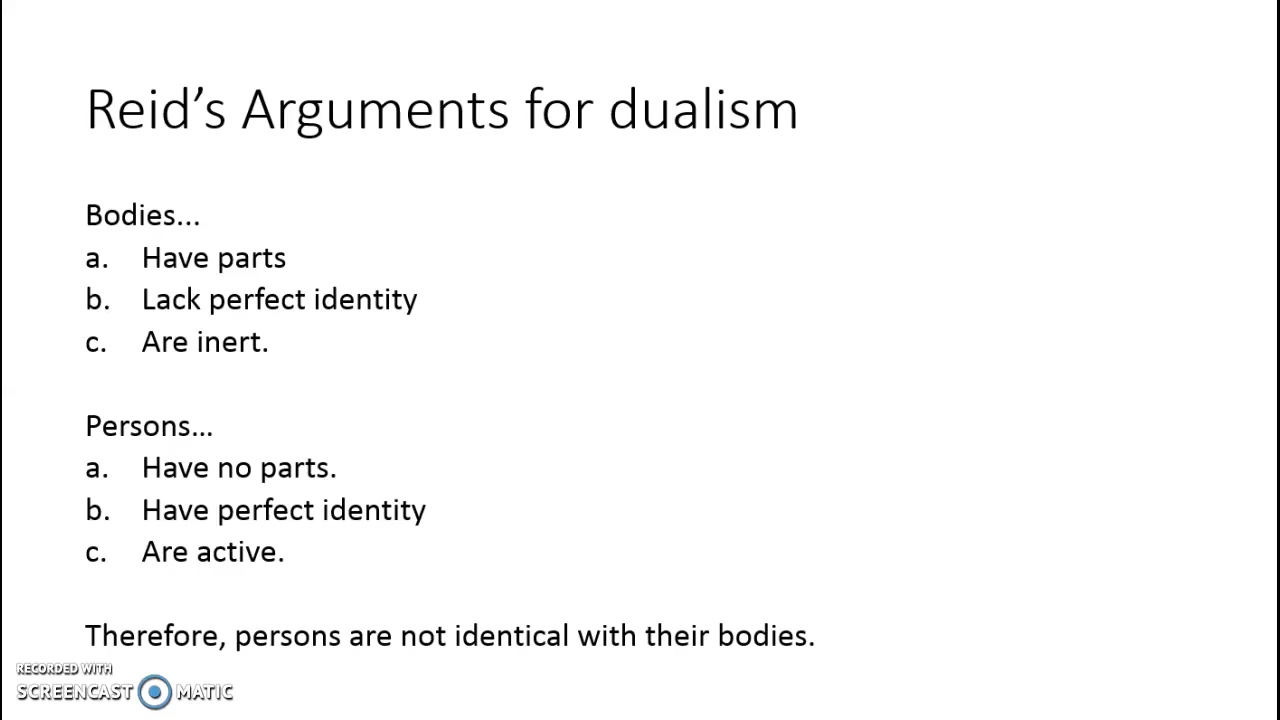 Reid’s Arguments for dualism
Bodies...
a. Have parts
b. Lack perfect identity
c. Are inert.
Persons...
a. Have no parts.
b. Have perfect identity
c. Are active.
Therefore, persons are not identical with their bodies.
RECORDED WITH
SCREENCAST MATIC